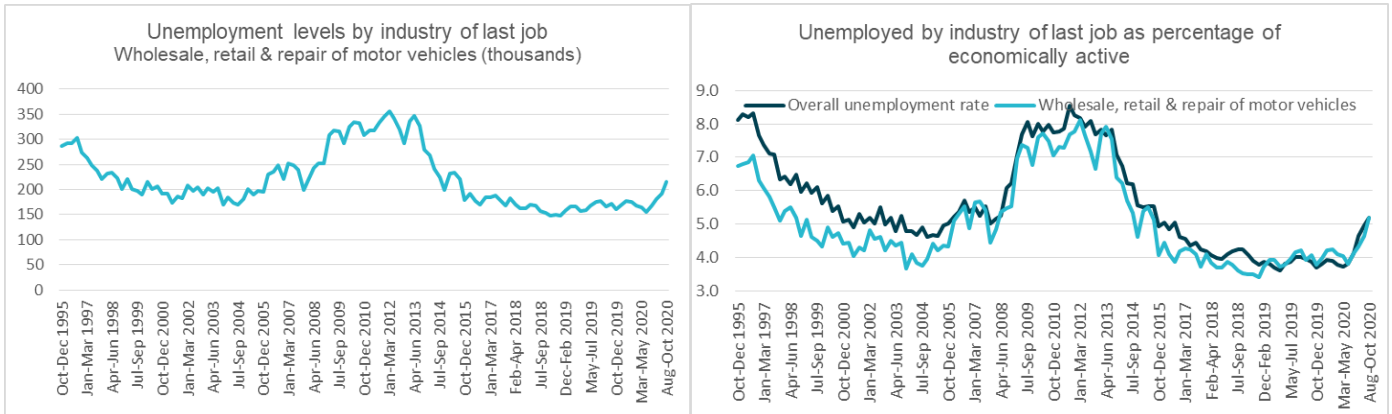 Unemployment levels by industry of last job
Wholesale, retail & repair of motor vehicles (thousands)
400
350
300
250
200
150
100
50
0
Oct-Dec 1995
Jan-Mar 1997
Apr-Jun 1998
Jul-Sep 1999
Oct-Dec 2000
Jan-Mar 2002
Apr-Jun 2003
Jul-Sep 2004
Oct-Dec 2005
Jan-Mar 2007
Apr-Jun 2008
Jul-Sep 2009
Oct-Dec 2010
Jan-Mar 2012
Apr-Jun 2013
Jul-Sep 2014
Oct-Dec 2015
Jan-Mar 2017
Feb-Apr 2018
Jul-Sep 2018
Dec-Feb 2019
May-Jul 2019
Oct-Dec 2019
Mar-May 2020
Aug-Oct 2020
Unemployed by industry of last job as percentage of
economically active
9.0
8.0
7.0
6.0
5.0
4.0
3.0
Overall unemployment rate
Wholesale, retail & repair of motor vehicles
Oct-Dec 1995
Jan-Mar 1997
Apr-Jun 1998
Jul-Sep 1999
Oct-Dec 2000
Jan-Mar 2002
Apr-Jun 2003
Jul-Sep 2004
Oct-Dec 2005
Jan-Mar 2007
Apr-Jun 2008
Jul-Sep 2009
Oct-Dec 2010
Jan-Mar 2012
Apr-Jun 2013
Jul-Sep 2014
Oct-Dec 2015
Jan-Mar 2017
Feb-Apr 2018
Jul-Sep 2018
Dec-Feb 2019
May-Jul 2019
Oct-Dec 2019
Mar-May 2020
Aug-Oct 2020